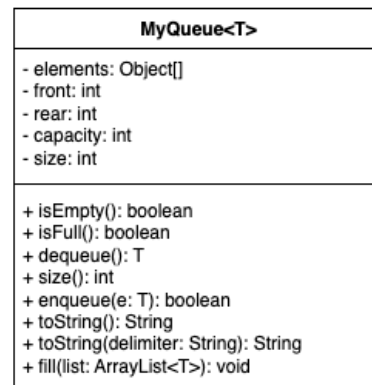 MyQueue<T>
- elements: Object[]
- front: int
- rear: int
- capacity: int
- size: int
+ isEmpty(): boolean
+ isFull(): boolean
+ dequeue(): T
+ size(): int
+ enqueue(e: T): boolean
+ toString(): String
+ toString(delimiter: String): String
+ fill(list: ArrayList<T>): void